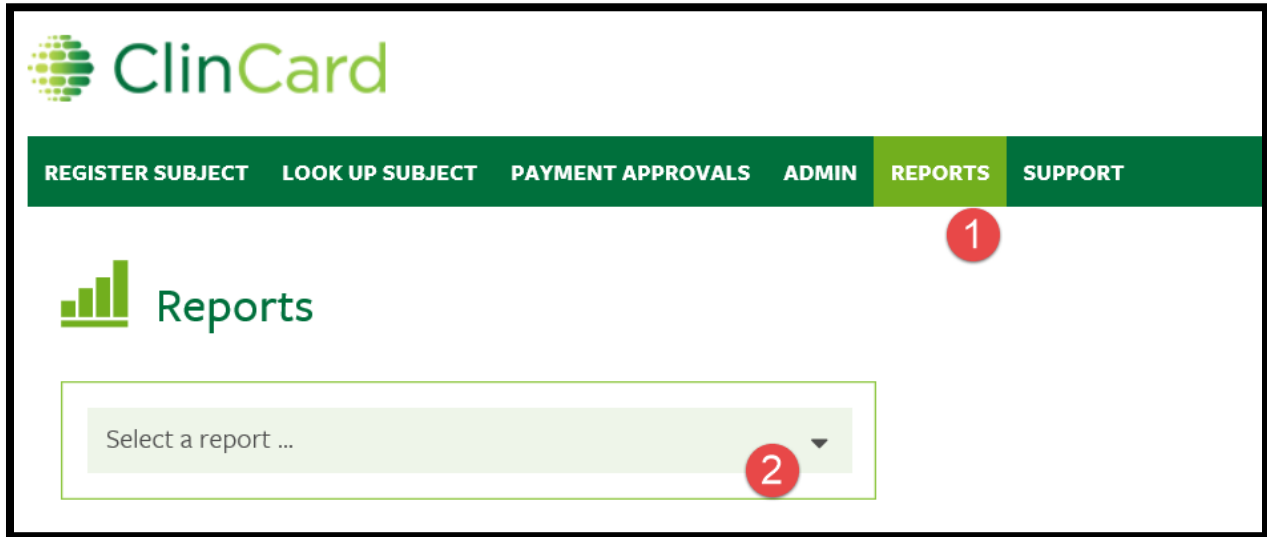 ClinCard
REGISTER SUBJECT LOOK UP SUBJECT PAYMENT APPROVALS ADMIN REPORTS SUPPORT
1
Reports
Select a report ...
2